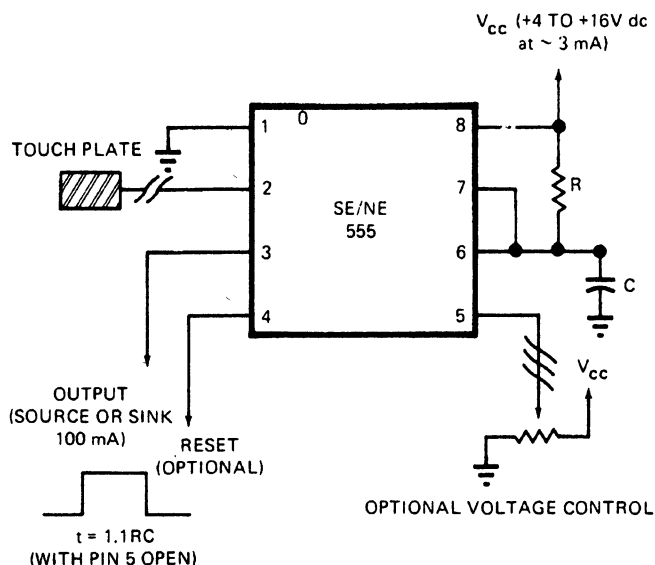 Vcc (+4 TO +16V dc
at ~ 3 mA)
TOUCH PLATE
1
0
8
2
7
SE/NE
555
R
3
6
4
5
C
OUTPUT
(SOURCE OR SINK
100 mA)
RESET
(OPTIONAL)
Vcc
OPTIONAL VOLTAGE CONTROL
t = 1.1RC
(WITH PIN 5 OPEN)